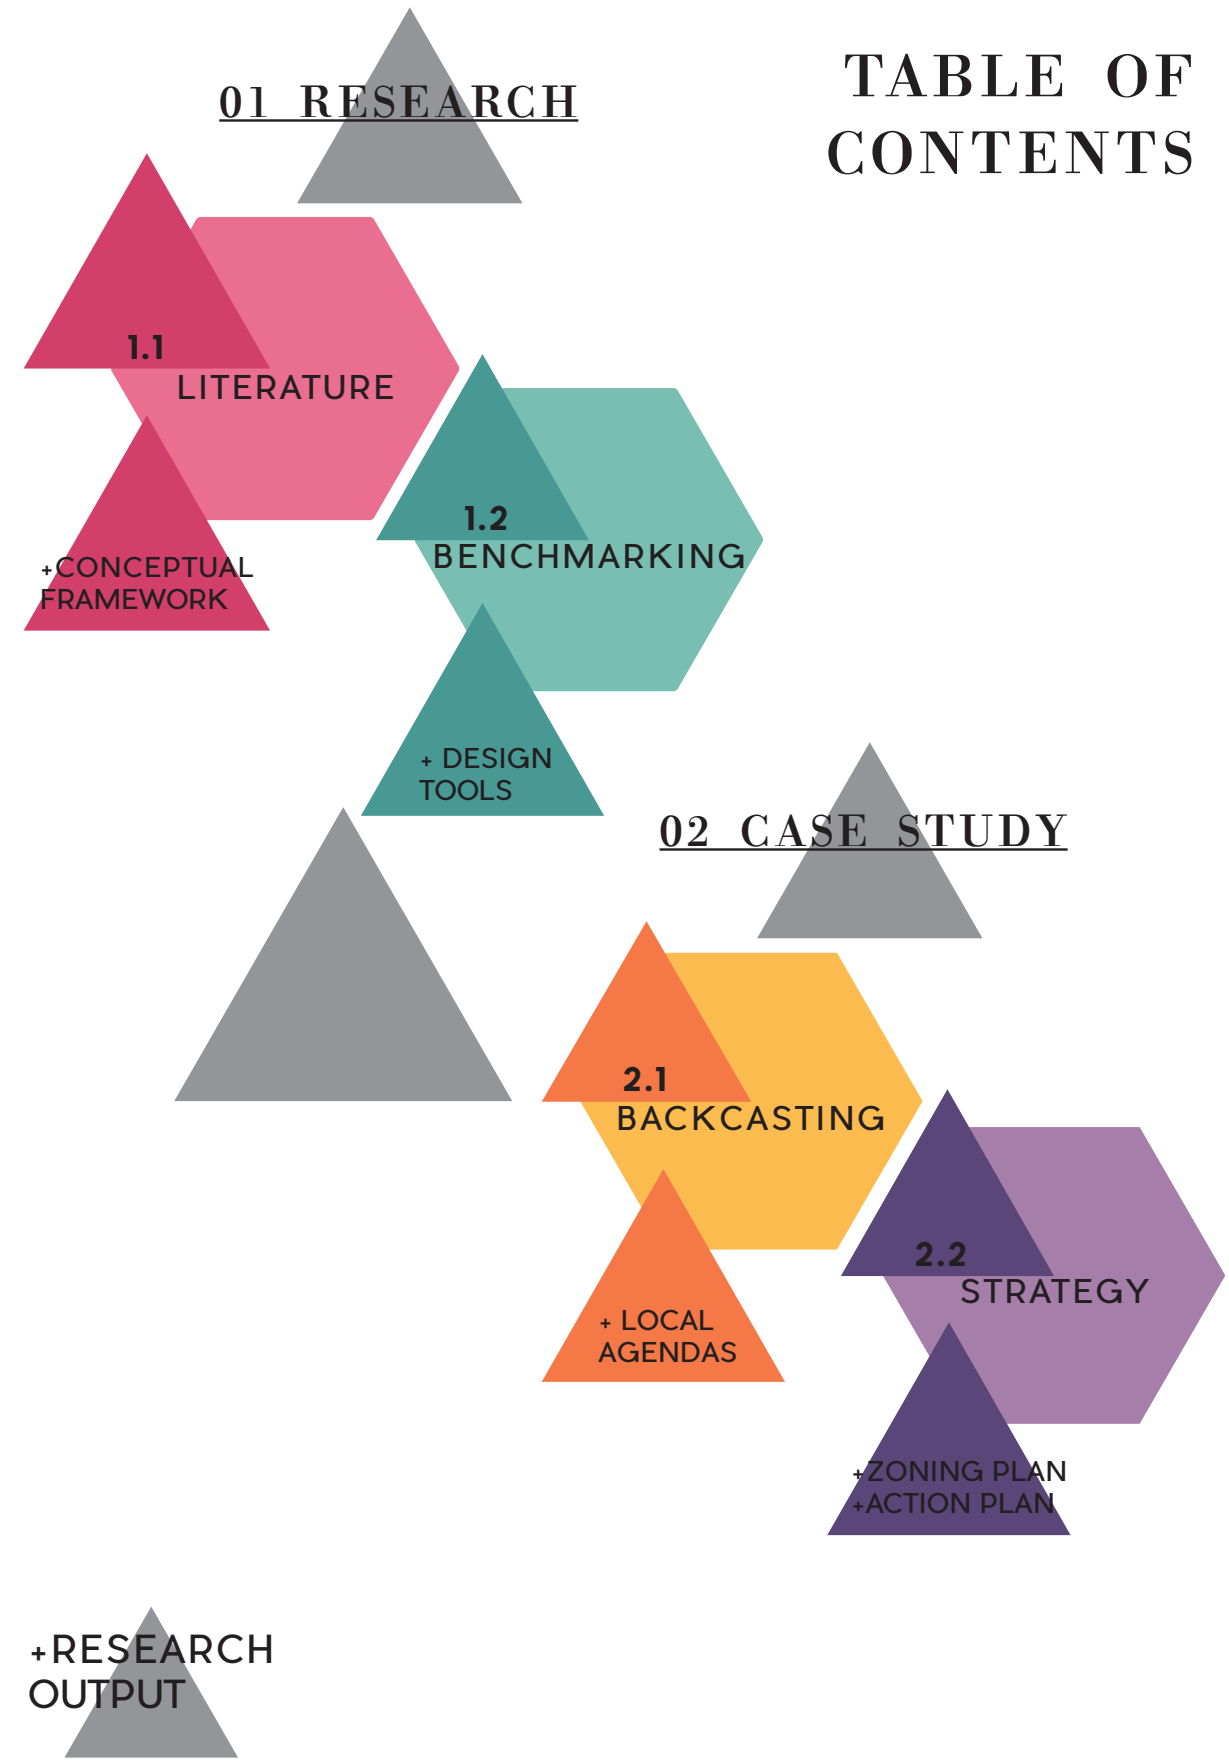 TABLE OF
CONTENTS
01 RESEARCH
1.1
LITERATURE
+CONCEPTUAL
FRAMEWORK
1.2
BENCHMARKING
+ DESIGN
TOOLS
02 CASE STUDY
2.1
BACKCASTING
+ LOCAL
AGENDAS
2.2
STRATEGY
+ZONING PLAN
+ACTION PLAN
+RESEARCH
OUTPUT